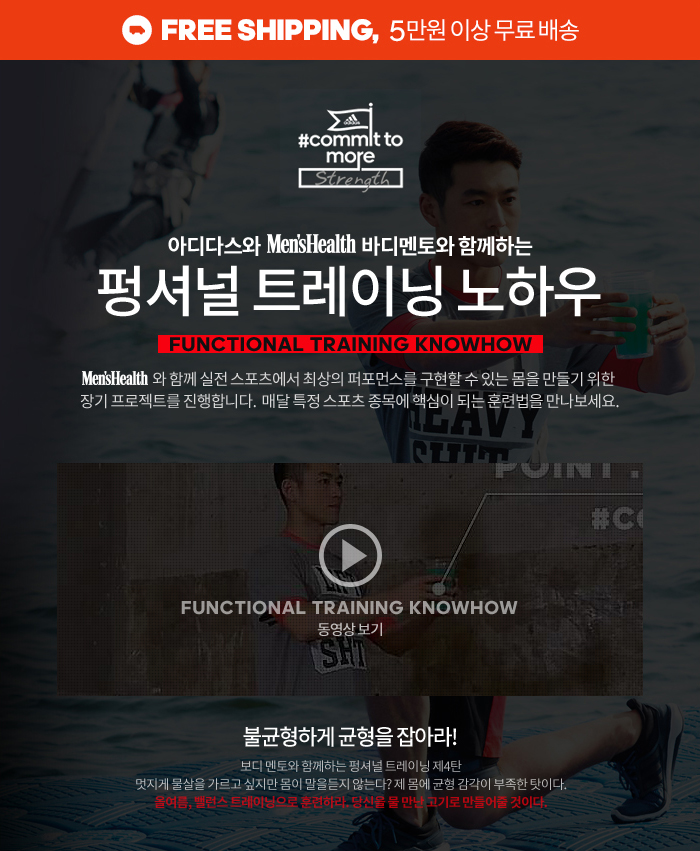 FREE SHIPPING, 5만원 이상 무료 배송
adidas
#commit to
more
Strength
아디다스와 Men'sHealth 바디멘토와 함께하는
펑셔널 트레이닝 노하우
FUNCTIONAL TRAINING KNOWHOW
Men'sHealth 와 함께 실전 스포츠에서 최상의 퍼포먼스를 구현할 수 있는 몸을 만들기 위한
장기 프로젝트를 진행합니다. 매달 특정 스포츠 종목에 핵심이 되는 훈련법을 만나보세요.
HEAVY
SHIT
POINT .
#CO
FUNCTIONAL TRAINING KNOWHOW
동영상 보기
SHT
불균형하게 균형을 잡아라!
보디 멘토와 함께하는 펑셔널 트레이닝 제4탄
멋지게 물살을 가르고 싶지만 몸이 말을듣지 않는다? 제 몸에 균형 감각이 부족한 탓이다.
올여름, 밸런스 트레이닝으로 훈련하라. 당신을 물 만난 고기로 만들어줄 것이다.